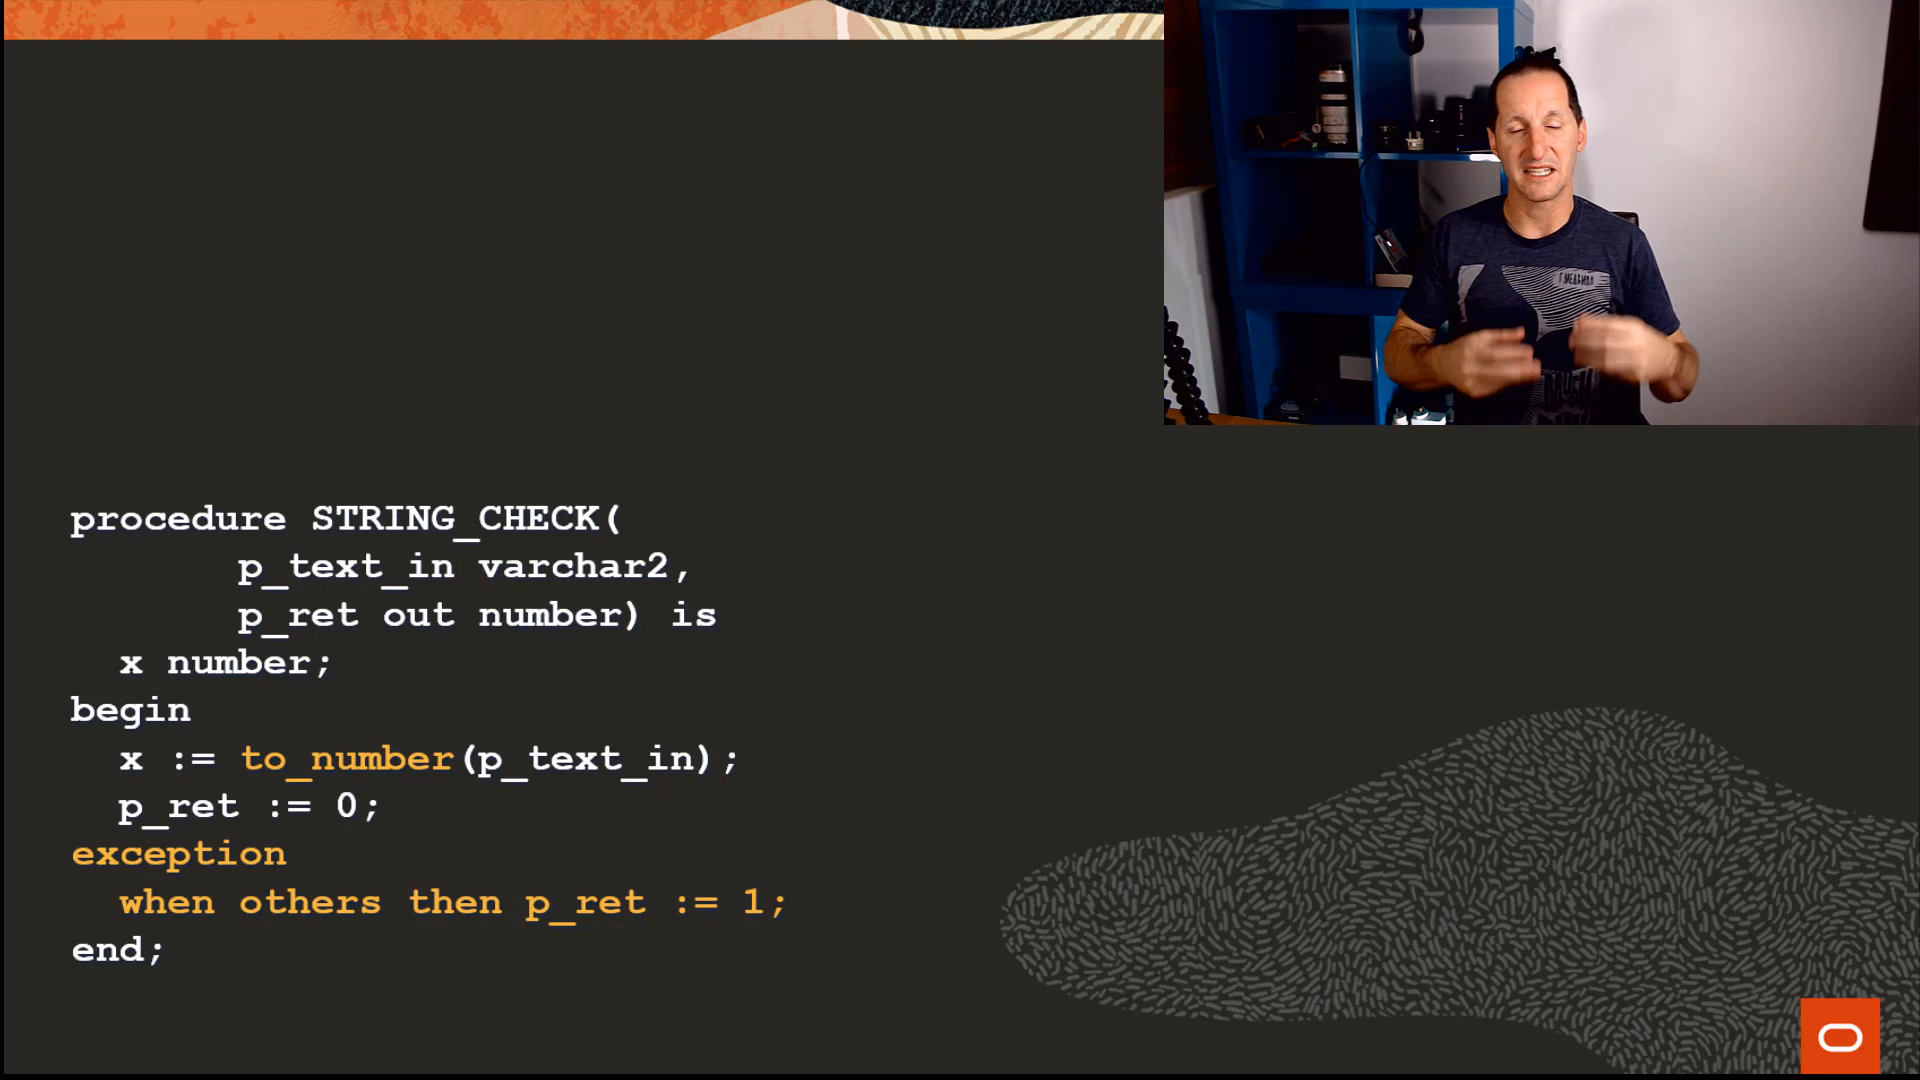 procedure STRING_CHECK(
p_text_in varchar2,
p_ret out number) is
x number;
begin
x := to_number(p_text_in);
p_ret := 0;
exception
when others then p_ret := 1;
end;